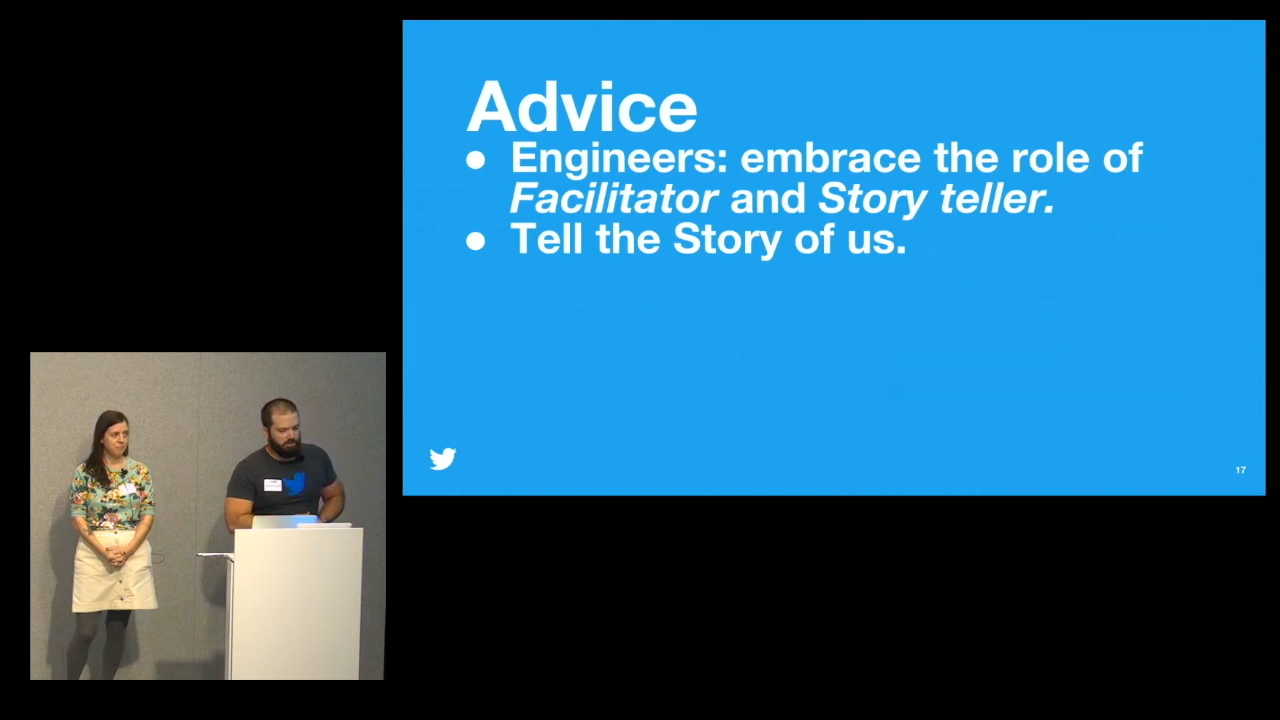 Advice
● Engineers: embrace the role of
Facilitator and Story teller.
● Tell the Story of us.
17